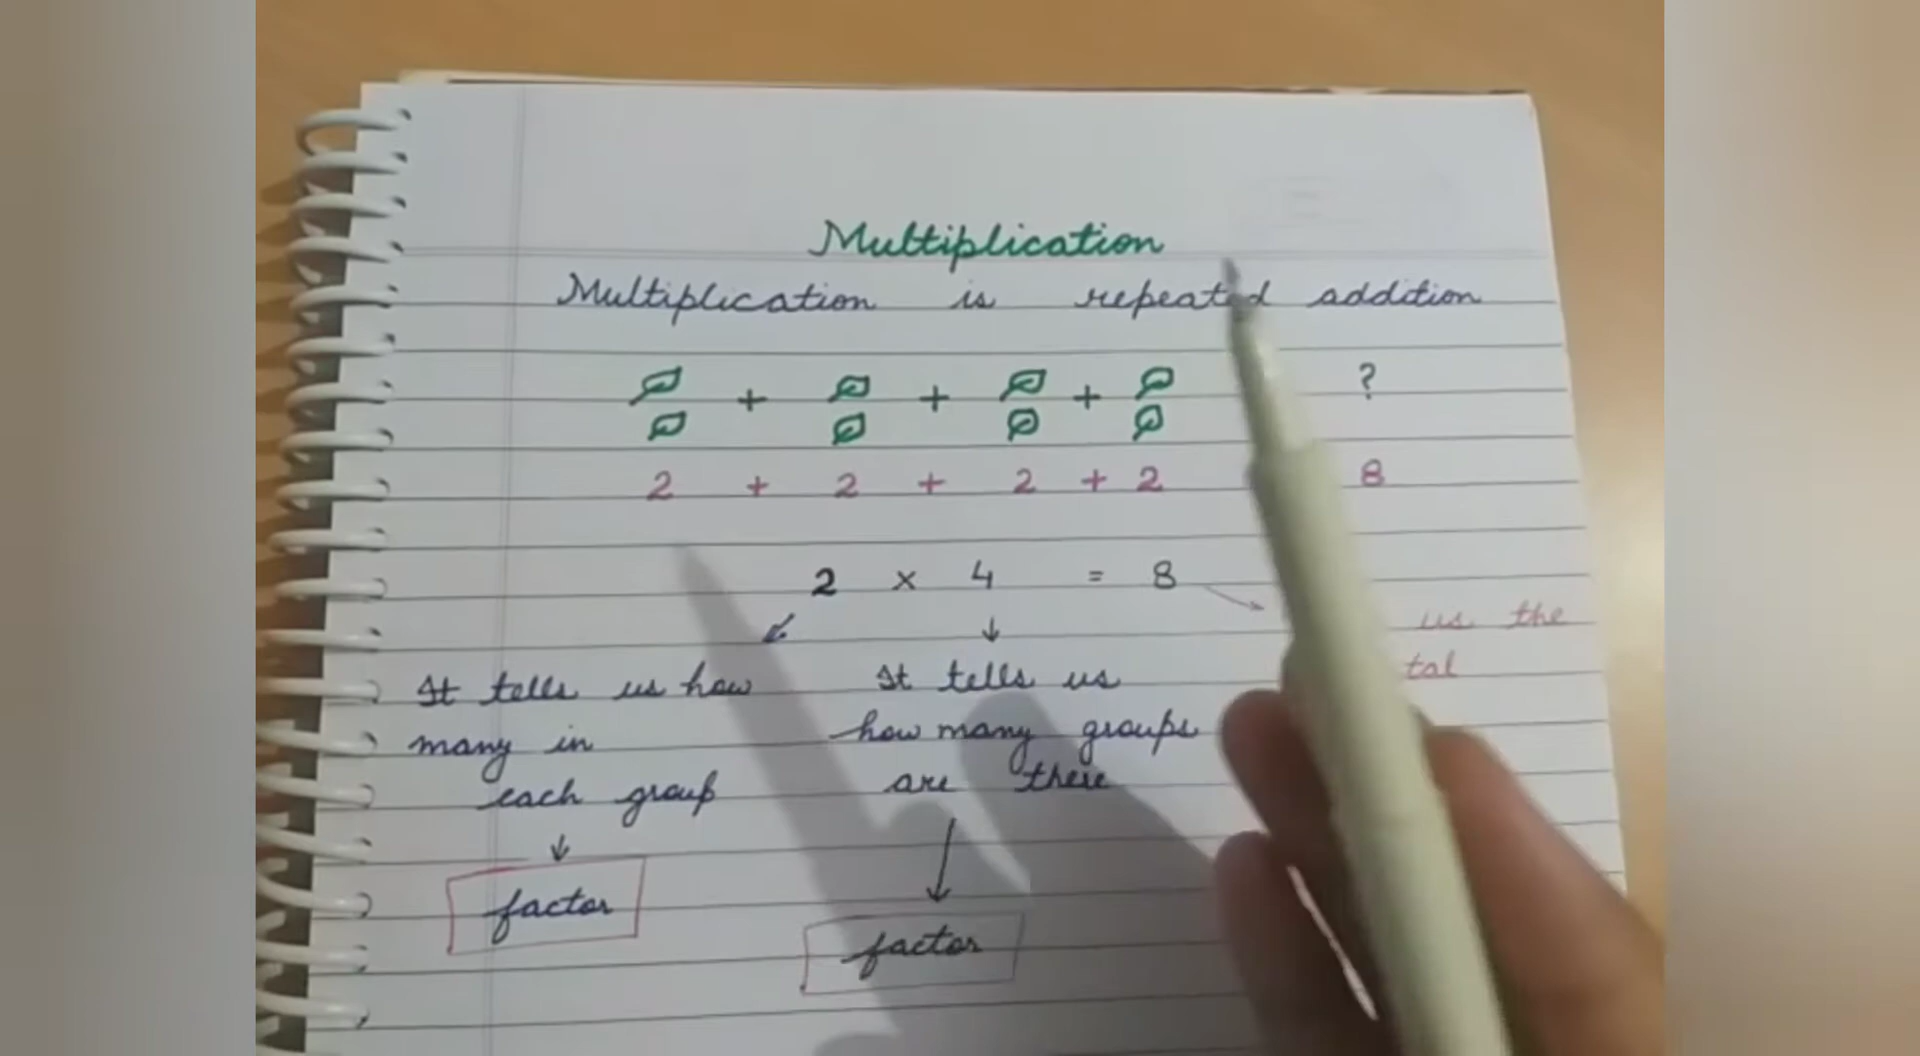 Multiplication
Multiplication is repeated addition
+ + + ?
2 + 2 + 2 + 2 8
2 x 4 = 8
us the
tal
It tells us how
many in
each group
It tells us
how many groups
are there
factor
factor